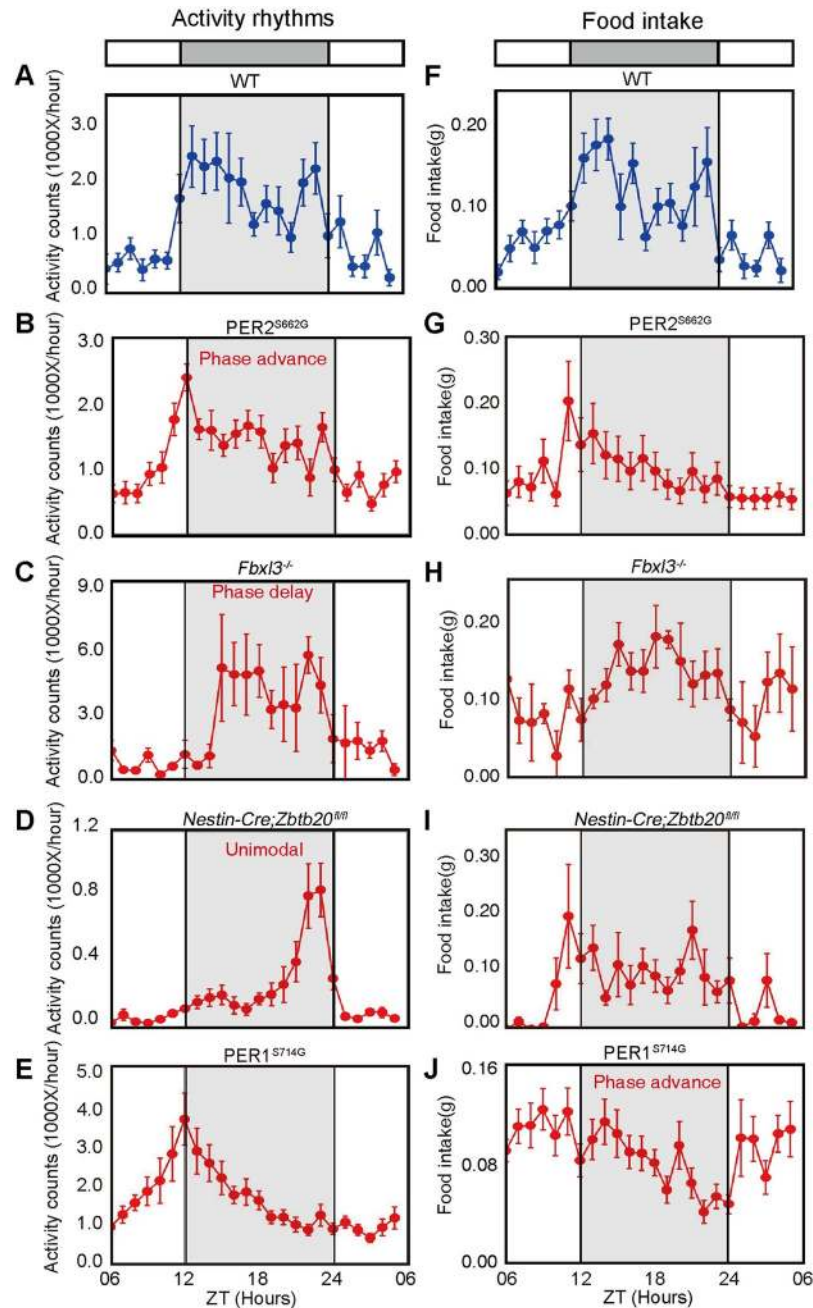 Activity rhythms
Food intake
A
WT
Activity counts (1000X/hour)
3.0
2.0
1.0
0.0
F
WT
Food intake(g)
0.20
0.10
0.00
B
PER2S662G
Phase advance
Activity counts (1000X/hour)
3.0
2.0
1.0
0.0
G
PER2S662G
Food intake(g)
0.30
0.20
0.10
0.00
C
Fbxl3-/-
Phase delay
Activity counts (1000X/hour)
9.0
6.0
3.0
0.0
H
Fbxl3-/-
Food intake(g)
0.20
0.10
0.00
D
Nestin-Cre;Zbtb20fl/fl
Unimodal
Activity counts (1000X/hour)
1.2
0.8
0.4
0.0
I
Nestin-Cre;Zbtb20fl/fl
Food intake(g)
0.30
0.20
0.10
0.00
E
PER1S714G
Activity counts (1000X/hour)
5.0
4.0
3.0
2.0
1.0
0.0
06 12 18 24 06
ZT (Hours)
J
PER1S714G
Phase advance
Food intake(g)
0.16
0.08
0.00
06 12 18 24 06
ZT (Hours)